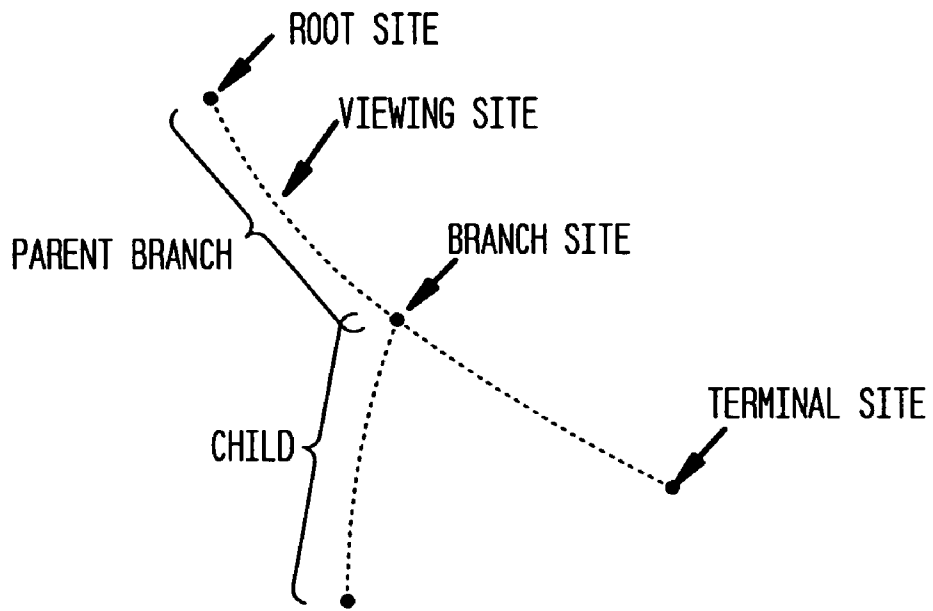 ROOT SITE
VIEWING SITE
PARENT BRANCH
BRANCH SITE
TERMINAL SITE
CHILD